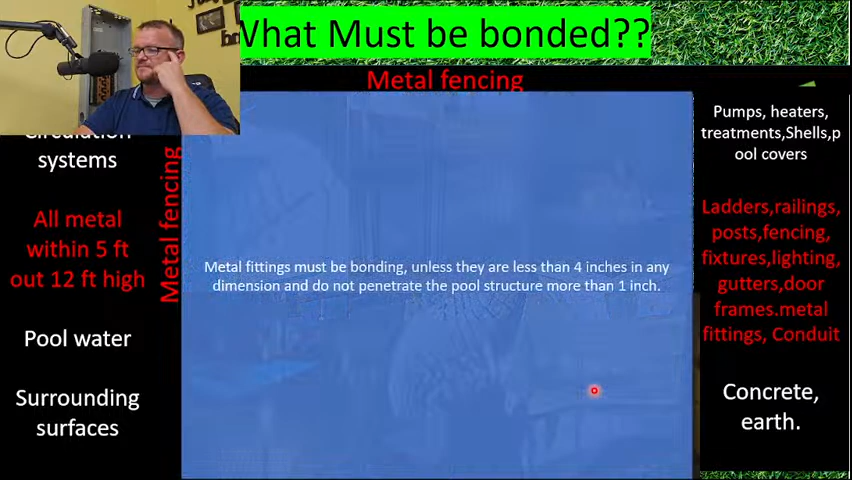 What Must be bonded??
Metal fencing
Circulation
systems
All metal
within 5 ft
out 12 ft high
Pool water
Surrounding
surfaces
Metal fencing
Metal fittings must be bonding, unless they are less than 4 inches in any
dimension and do not penetrate the pool structure more than 1 inch.
Pumps, heaters,
treatments,Shells,p
ool covers
Ladders,railings,
posts,fencing,
fixtures,lighting,
gutters,door
frames.metal
fittings, Conduit
Concrete,
earth.